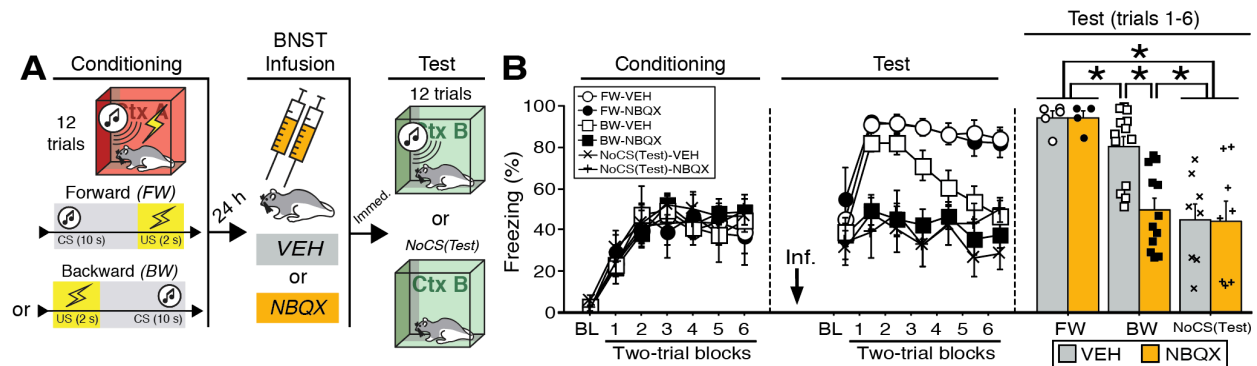 A
Conditioning
12
trials
Ctx A
Forward (FW)
CS (10 s)
US (2 s)
Backward (BW)
or
US (2 s)
CS (10 s)
24 h
BNST
Infusion
VEH
or
NBQX
Immed.
Test
12 trials
Ctx B
or
NoCS(Test)
Ctx B
B
Conditioning
Test
Freezing (%)
100
80
60
40
20
0
FW-VEH
FW-NBQX
BW-VEH
BW-NBQX
NoCS(Test)-VEH
NoCS(Test)-NBQX
BL 1 2 3 4 5 6
Two-trial blocks
Inf.
BL 1 2 3 4 5 6
Two-trial blocks
Test (trials 1-6)
*
* * *
FW BW NoCS(Test)
VEH NBQX